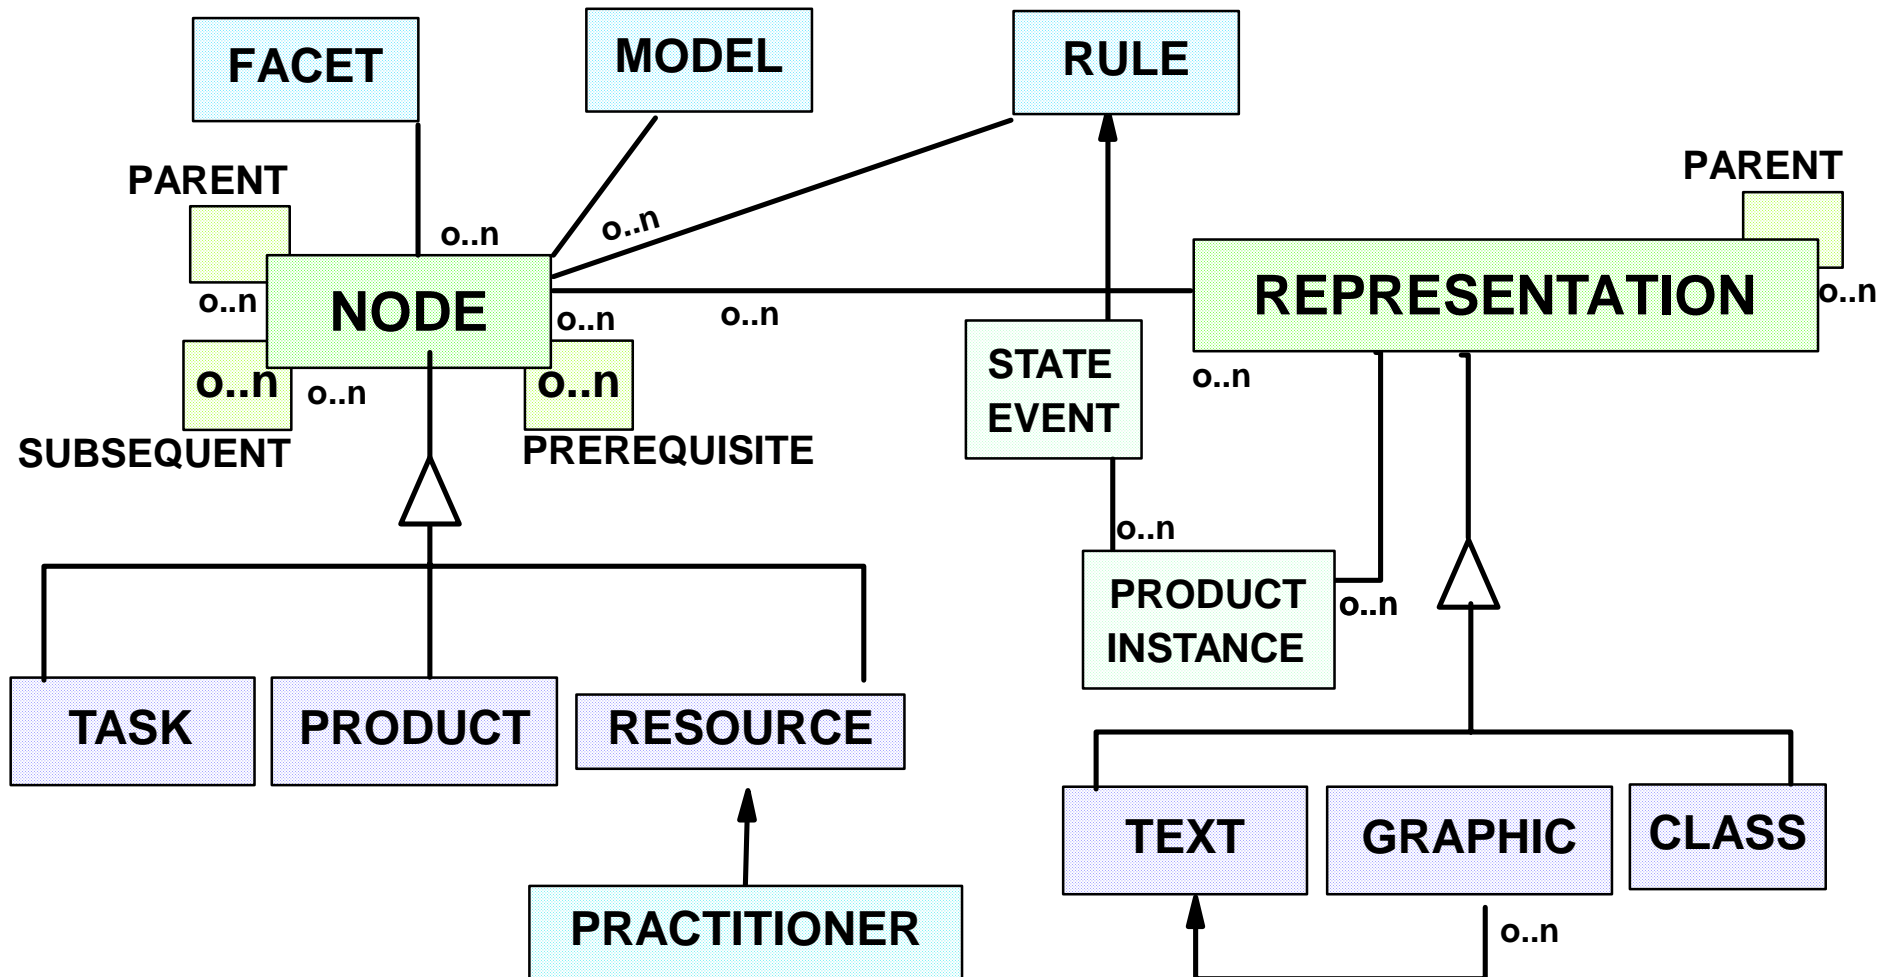 FACET
MODEL
RULE
PARENT
PARENT
o..n
o..n
NODE
REPRESENTATION
o..n
o..n
o..n
o..n
STATE
EVENT
o..n
o..n
o..n
o..n
SUBSEQUENT
PREREQUISITE
o..n
PRODUCT
INSTANCE
o..n
TASK
PRODUCT
RESOURCE
TEXT
GRAPHIC
CLASS
PRACTITIONER
o..n